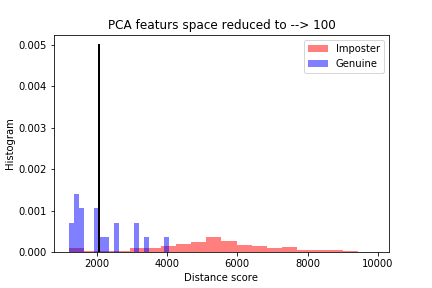 PCA featurs space reduced to --> 100
Imposter
Genuine
Histogram
0.005
0.004
0.003
0.002
0.001
0.000
2000 4000 6000 8000 10000
Distance score